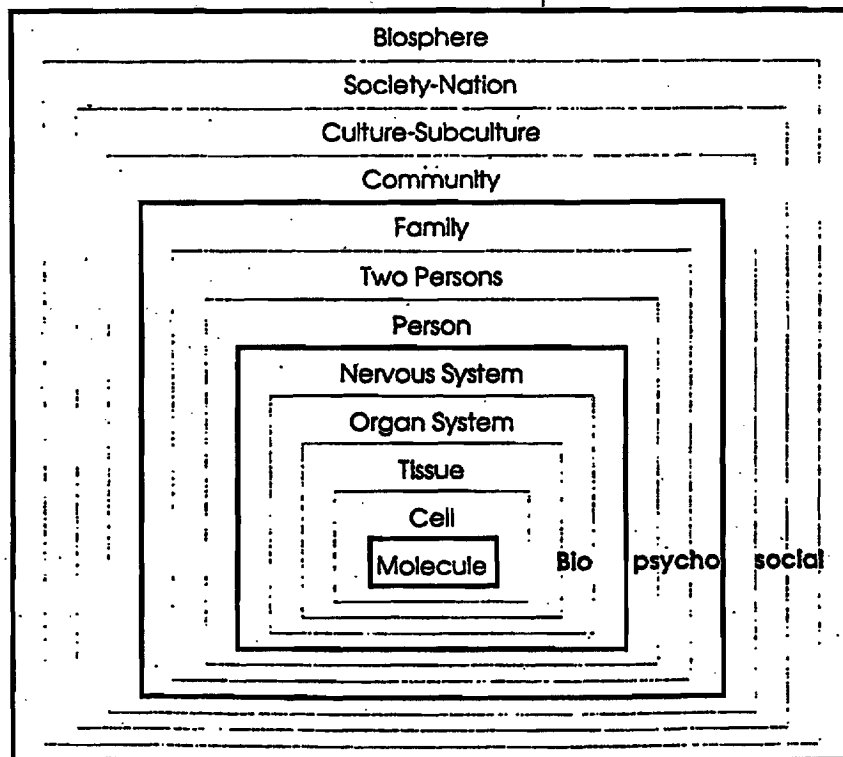 Biosphere
Society-Nation
Culture-Subculture
Community
Family
Two Persons
Person
Nervous System
Organ System
Tissue
Cell
Molecule Bio psycho social